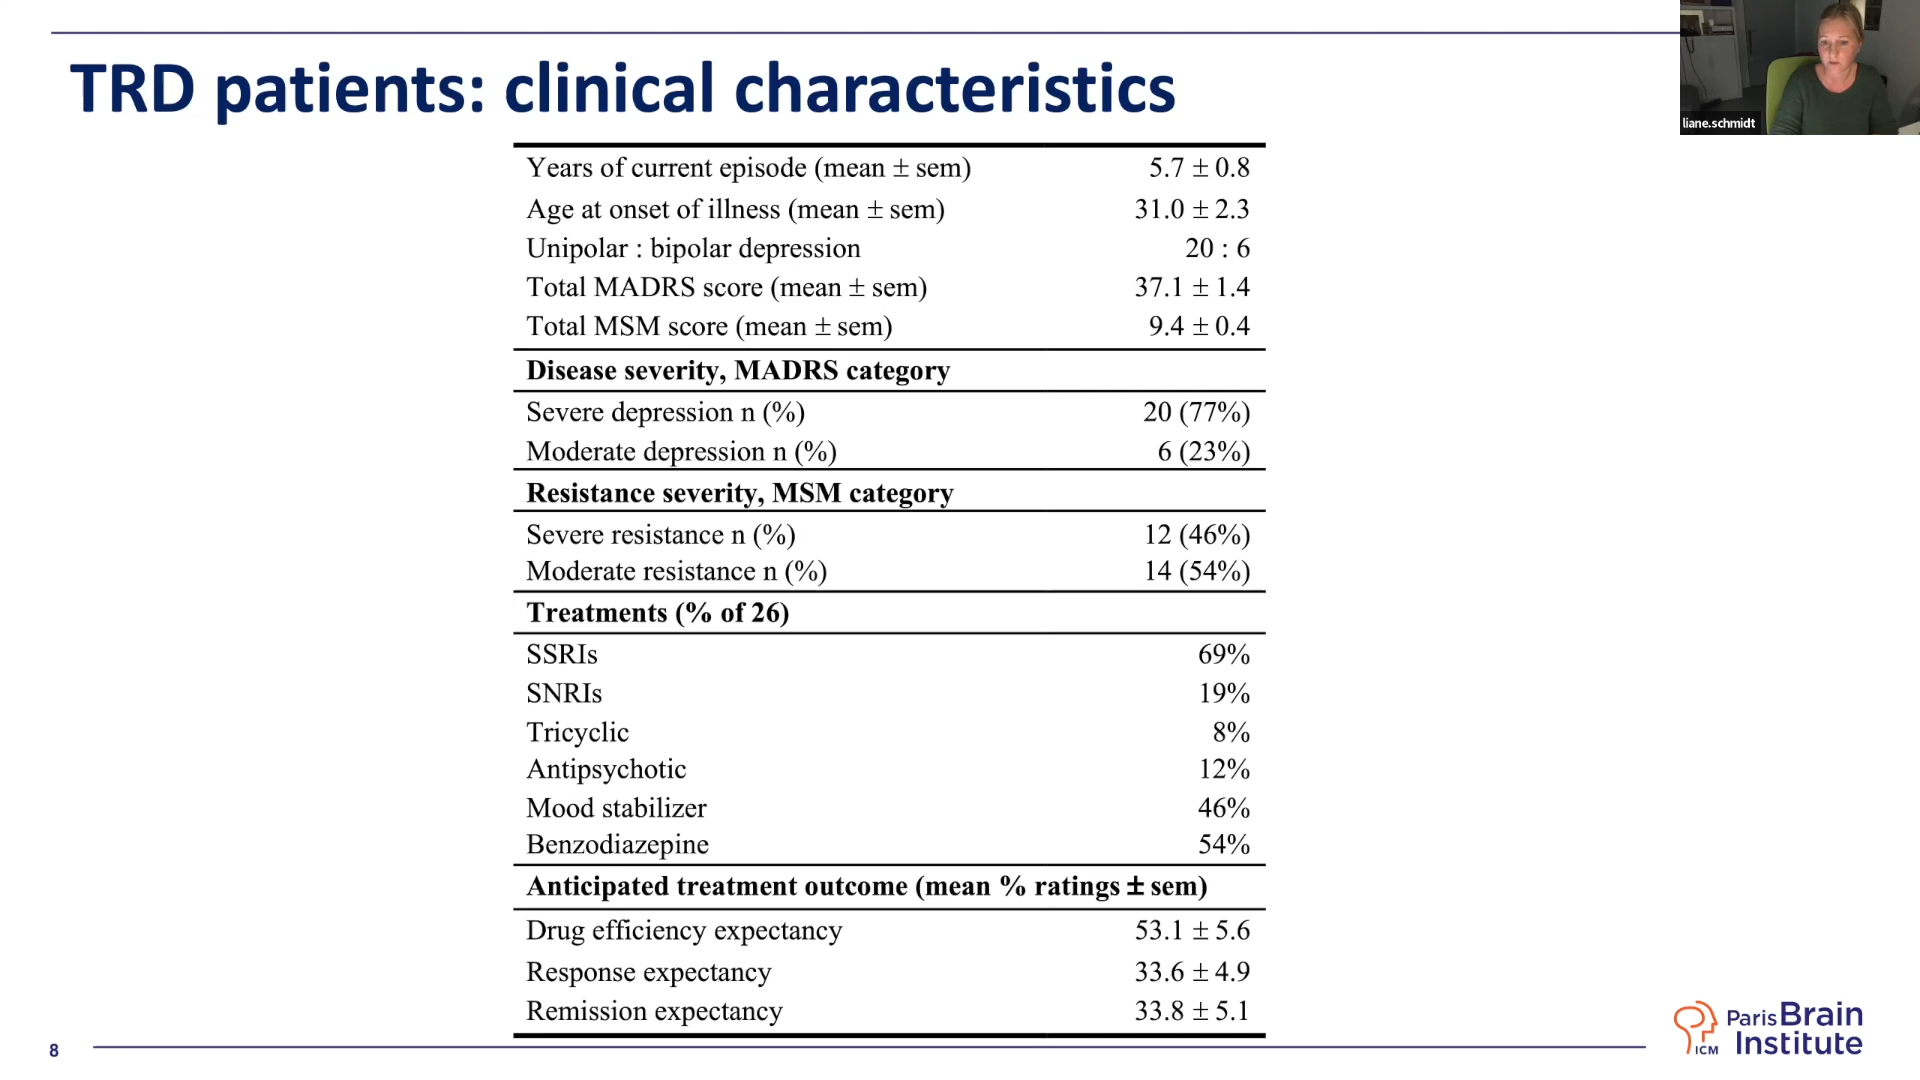 TRD patients: clinical characteristics
liane.schmidt
Years of current episode (mean ± sem) 5.7 ± 0.8
Age at onset of illness (mean ± sem) 31.0 ± 2.3
Unipolar : bipolar depression 20 : 6
Total MADRS score (mean ± sem) 37.1 ± 1.4
Total MSM score (mean ± sem) 9.4 ± 0.4
Disease severity, MADRS category
Severe depression n (%) 20 (77%)
Moderate depression n (%) 6 (23%)
Resistance severity, MSM category
Severe resistance n (%) 12 (46%)
Moderate resistance n (%) 14 (54%)
Treatments (% of 26)
SSRIs 69%
SNRIs 19%
Tricyclic 8%
Antipsychotic 12%
Mood stabilizer 46%
Benzodiazepine 54%
Anticipated treatment outcome (mean % ratings ± sem)
Drug efficiency expectancy 53.1 ± 5.6
Response expectancy 33.6 ± 4.9
Remission expectancy 33.8 ± 5.1
8
Paris Brain
ICM Institute